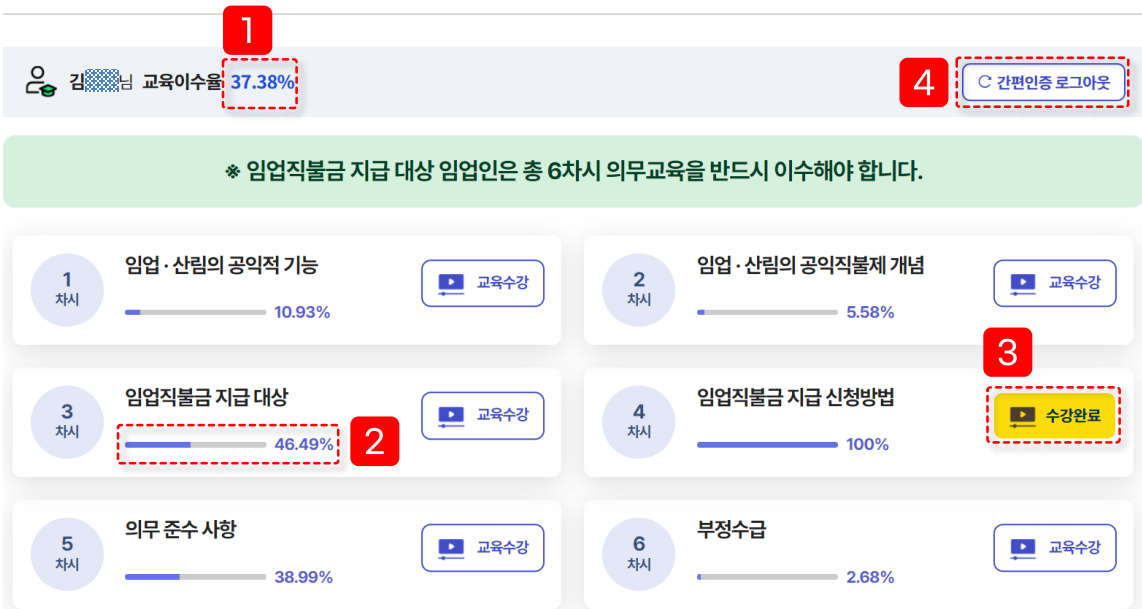 1
김 님 교육이수율 37.38%
4
간편인증 로그아웃
※ 임업직불금 지급 대상 임업인은 총 6차시 의무교육을 반드시 이수해야 합니다.
1
차시
임업 · 산림의 공익적 기능
10.93%
교육수강
2
차시
임업 · 산림의 공익직불제 개념
5.58%
교육수강
3
3
차시
임업직불금 지급 대상
46.49%
2
교육수강
4
차시
임업직불금 지급 신청방법
100%
수강완료
5
차시
의무 준수 사항
38.99%
교육수강
6
차시
부정수급
2.68%
교육수강